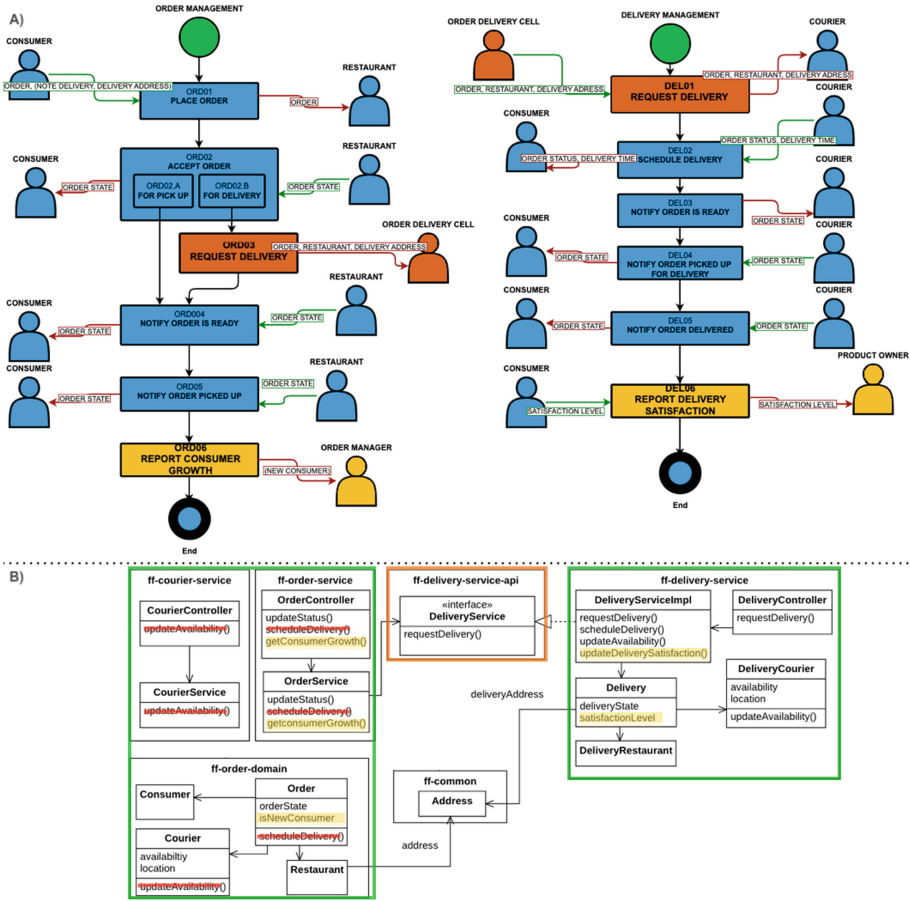 A)
ORDER MANAGEMENT
CONSUMER
ORDER, (NOTE DELIVERY, DELIVERY ADDRESS)
ORD01
PLACE ORDER
ORDER
RESTAURANT
CONSUMER
ORDER STATE
ORD02
ACCEPT ORDER
ORD02.A
FOR PICK UP
ORD02.B
FOR DELIVERY
ORDER STATE
RESTAURANT
ORD03
REQUEST DELIVERY
ORDER, RESTAURANT, DELIVERY ADDRESS
ORDER DELIVERY CELL
CONSUMER
ORDER STATE
ORD004
NOTIFY ORDER IS READY
ORDER STATE
RESTAURANT
CONSUMER
ORDER STATE
ORD05
NOTIFY ORDER PICKED UP
ORDER STATE
RESTAURANT
ORD06
REPORT CONSUMER
GROWTH
(NEW CONSUMER)
ORDER MANAGER
End
ORDER DELIVERY CELL
DELIVERY MANAGEMENT
COURIER
ORDER, RESTAURANT, DELIVERY ADRESS
DEL01
REQUEST DELIVERY
ORDER, RESTAURANT, DELIVERY ADRESS
COURIER
CONSUMER
ORDER STATUS, DELIVERY TIME
DEL02
SCHEDULE DELIVERY
ORDER STATUS, DELIVERY TIME
COURIER
DEL03
NOTIFY ORDER IS READY
ORDER STATE
CONSUMER
ORDER STATE
DEL04
NOTIFY ORDER PICKED UP
FOR DELIVERY
ORDER STATE
COURIER
CONSUMER
ORDER STATE
DEL05
NOTIFY ORDER DELIVERED
ORDER STATE
COURIER
CONSUMER
SATISFACTION LEVEL
DEL06
REPORT DELIVERY
SATISFACTION
SATISFACTION LEVEL
PRODUCT OWNER
End
B)
ff-courier-service
CourierController
updateAvailability()
CourierService
updateAvailability()
ff-order-service
OrderController
updateStatus()
scheduleDelivery()
getConsumerGrowth()
OrderService
updateStatus()
scheduleDelivery()
getconsumerGrowth()
ff-delivery-service-api
«interface»
DeliveryService
requestDelivery()
ff-delivery-service
DeliveryServiceImpl
requestDelivery()
scheduleDelivery()
updateAvailability()
updateDeliverySatisfaction()
DeliveryController
requestDelivery()
Delivery
deliveryState
satisfactionLevel
DeliveryCourier
availability
location
updateAvailability()
DeliveryRestaurant
deliveryAddress
ff-order-domain
Consumer
Order
orderState
isNewConsumer
scheduleDelivery()
Courier
availabiltiy
location
updateAvailability()
Restaurant
address
ff-common
Address